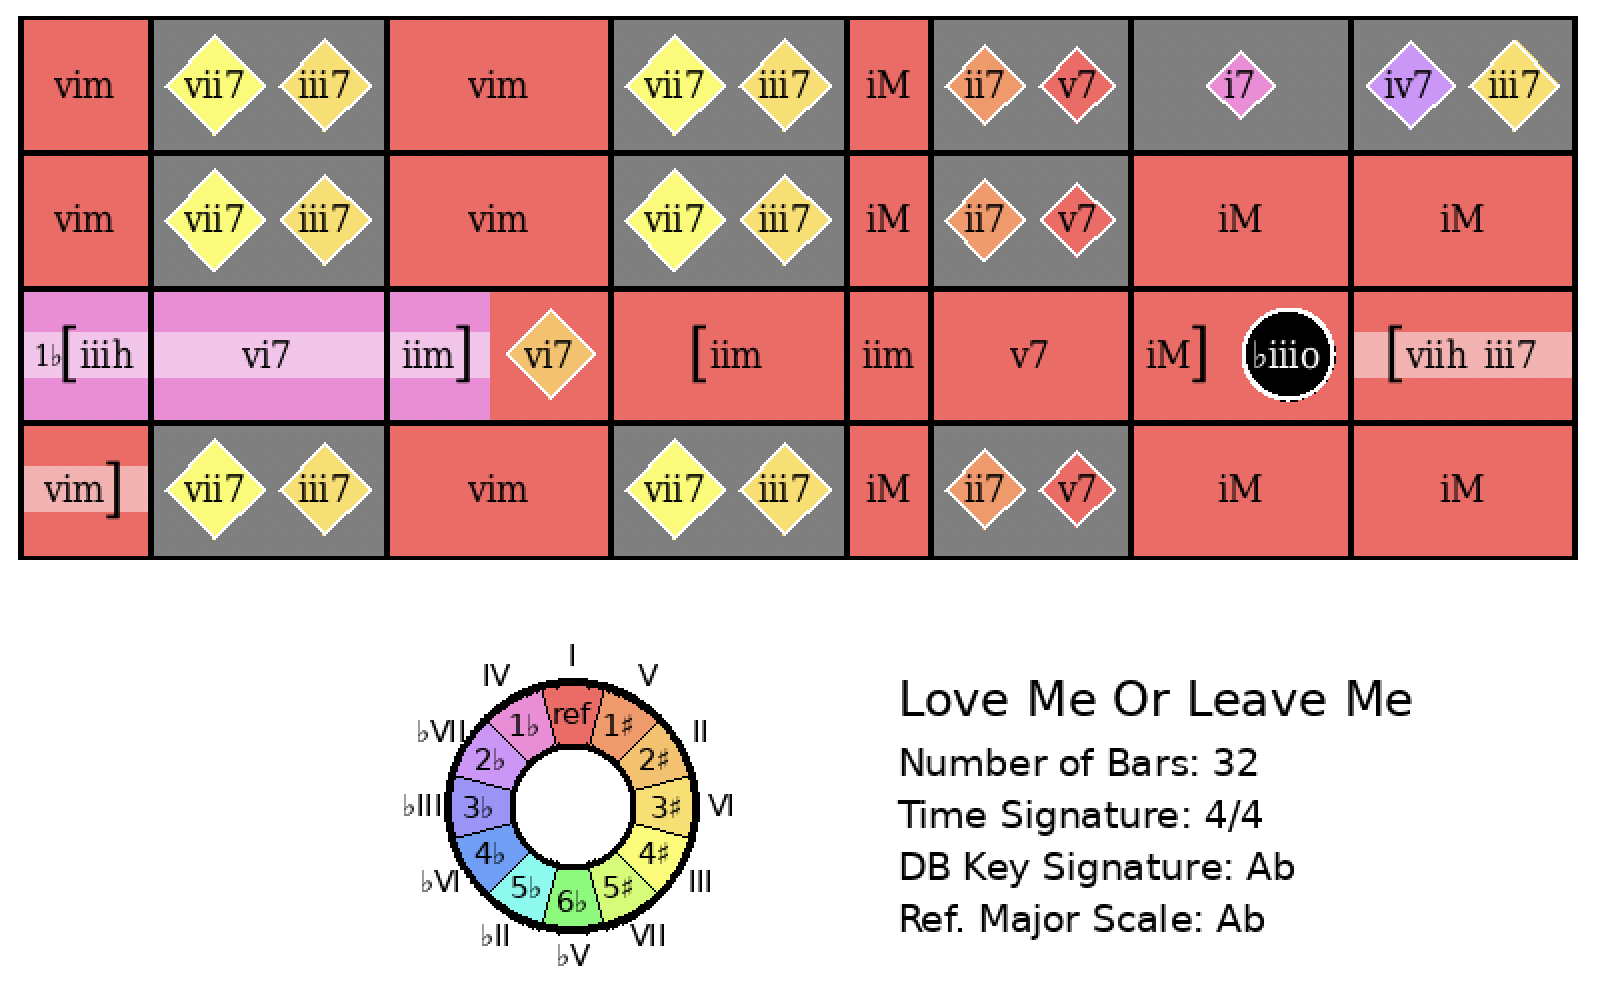 vim vii7 iii7 vim vii7 iii7 iM ii7 v7 i7 iv7 iii7
vim vii7 iii7 vim vii7 iii7 iM ii7 v7 iM iM
1♭[iiih vi7 iim] vi7 [iim iim v7 iM] ♭iiio [viih iii7
vim] vii7 iii7 vim vii7 iii7 iM ii7 v7 iM iM
I
IV V
♭VII II
♭III VI
♭VI III
♭II VII
♭V
ref
1♭ 1♯
2♭ 2♯
3♭ 3♯
4♭ 4♯
5♭ 5♯
6♭
Love Me Or Leave Me
Number of Bars: 32
Time Signature: 4/4
DB Key Signature: Ab
Ref. Major Scale: Ab